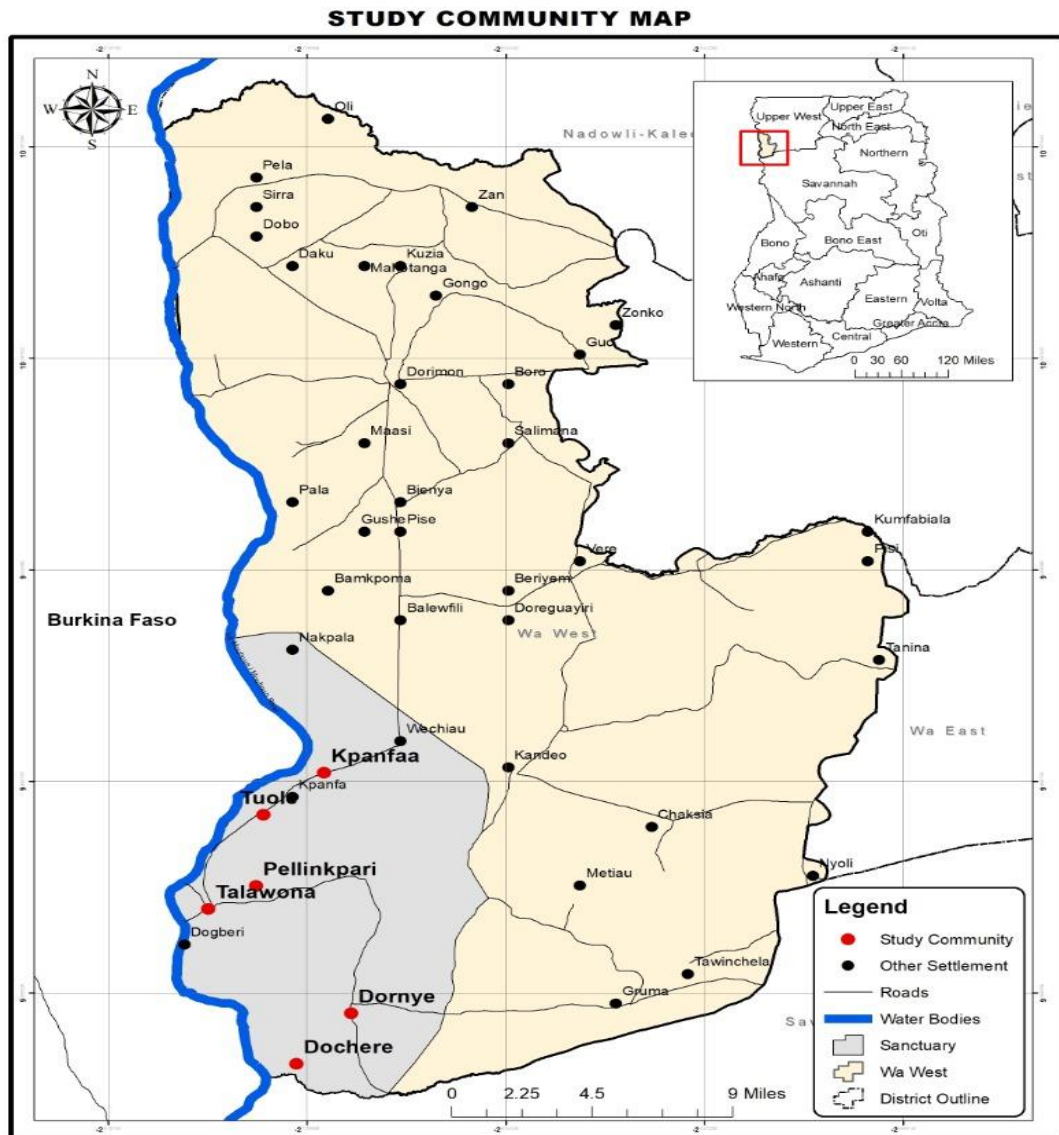 STUDY COMMUNITY MAP
N
W E
S
Oli
Nadowli-Kalee
Pela
Sirra
Zan
Dobo
Daku
Kuzia
Gongo
Zonko
Guo
Dorimon
Boro
Maasi
Salimana
Pala
Bienya
Gushe
Pise
Kumfabiala
Vere
Pisi
Bamkpoma
Beriyem
Burkina Faso
Balewfili
Doreguayiri
Wa West
Nakpala
Tanina
Wechiau
Wa East
Kpanfaa
Kandeo
Kpanfa
Tuole
Chaksia
Pellinkpari
Metiau
Nyoli
Talawona
Dogberi
Tawinchela
Gruma
Dornye
Dochere
0 2.25 4.5 9 Miles
Upper West
Upper East
North East
Northern
Savannah
Oti
Bono
Bono East
Ahafo
Ashanti
Western North
Eastern
Volta
Greater Accra
Central
Western
0 30 60 120 Miles
Legend
Study Community
Other Settlement
Roads
Water Bodies
Sanctuary
Wa West
District Outline